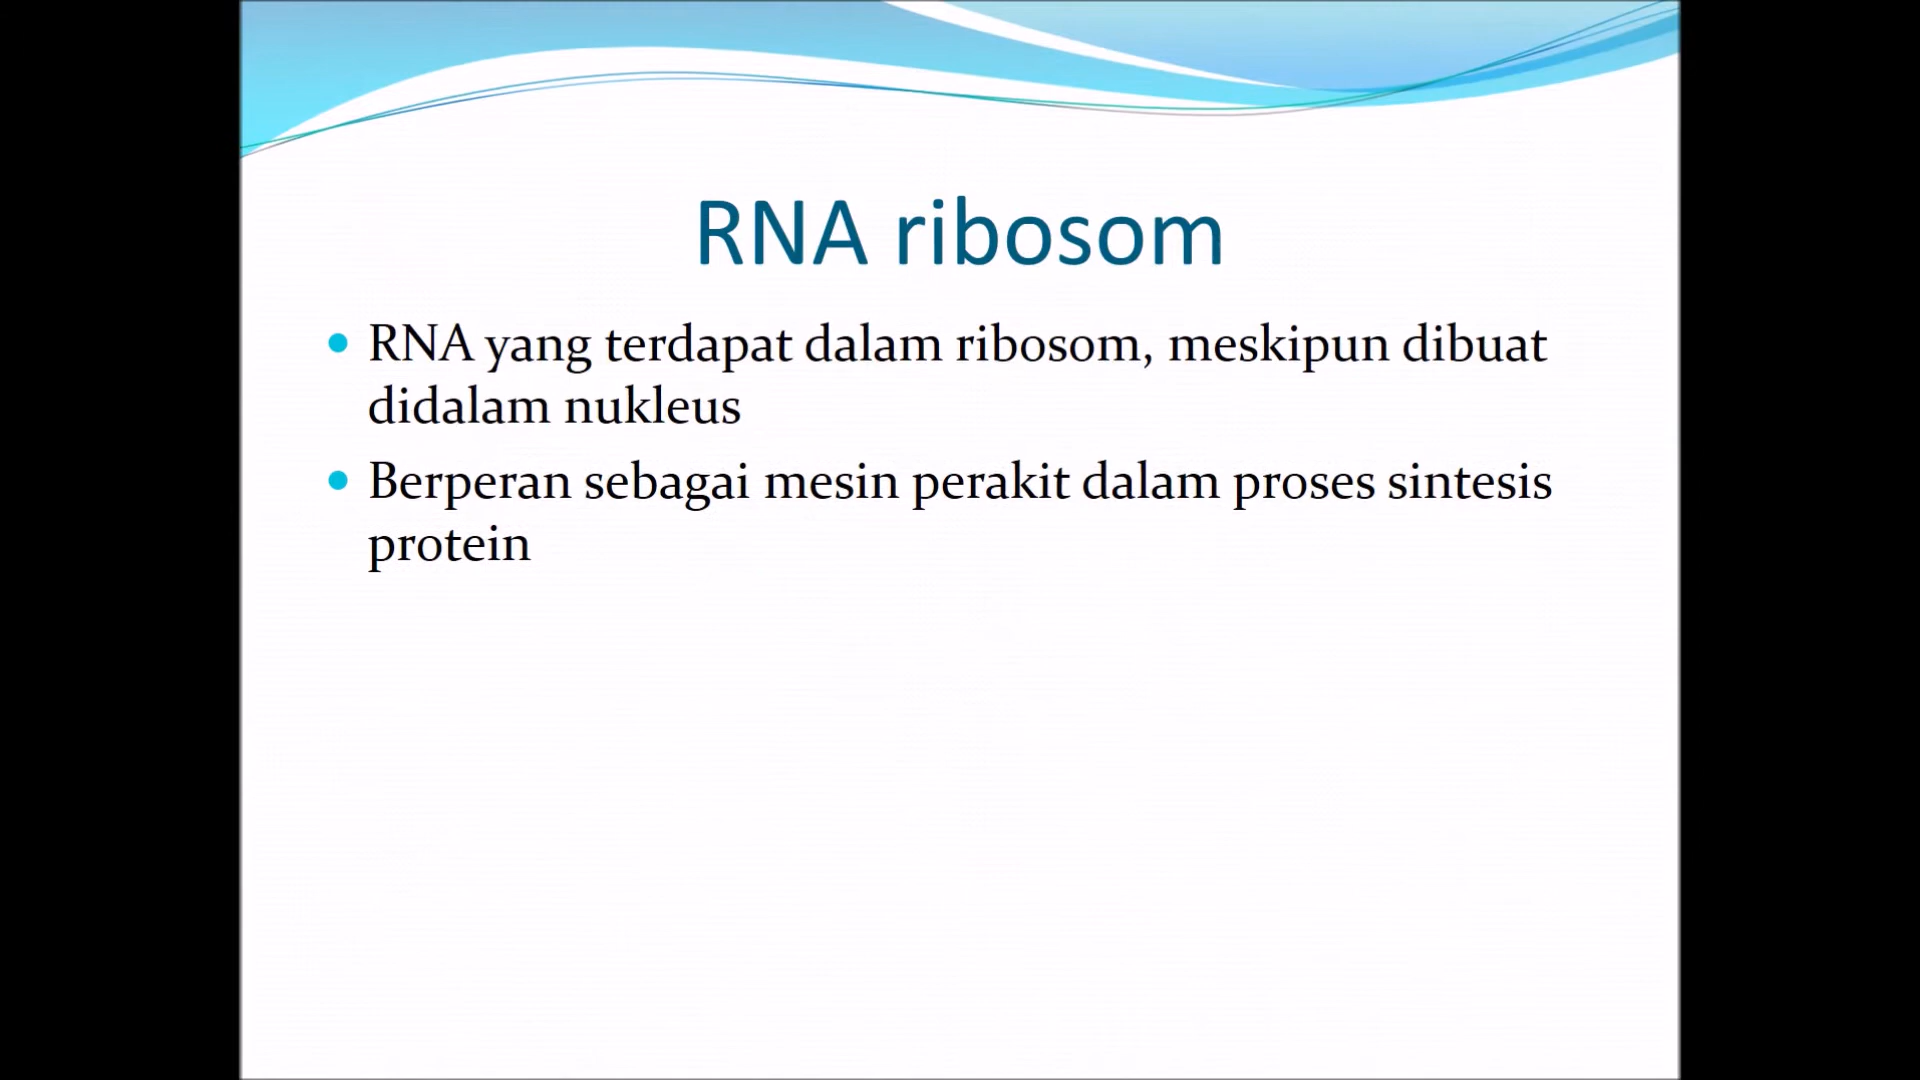 RNA ribosom
• RNA yang terdapat dalam ribosom, meskipun dibuat
didalam nukleus
• Berperan sebagai mesin perakit dalam proses sintesis
protein